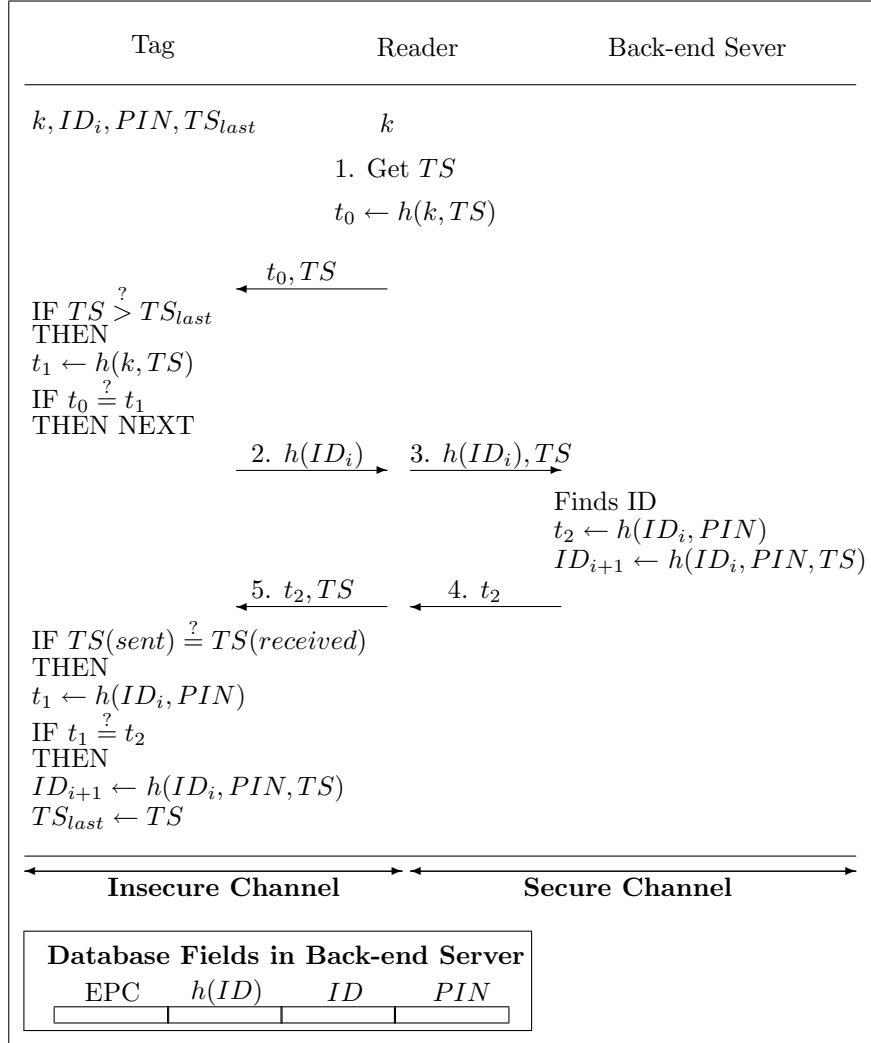 Tag Reader Back-end Sever
k, ID_i, PIN, TS_last k
1. Get TS
t_0 ← h(k, TS)
t_0, TS
IF TS >? TS_last
THEN
t_1 ← h(k, TS)
IF t_0 =? t_1
THEN NEXT
2. h(ID_i) 3. h(ID_i), TS
Finds ID
t_2 ← h(ID_i, PIN)
ID_{i+1} ← h(ID_i, PIN, TS)
5. t_2, TS 4. t_2
IF TS(sent) =? TS(received)
THEN
t_1 ← h(ID_i, PIN)
IF t_1 =? t_2
THEN
ID_{i+1} ← h(ID_i, PIN, TS)
TS_last ← TS
Insecure Channel Secure Channel
Database Fields in Back-end Server
EPC h(ID) ID PIN